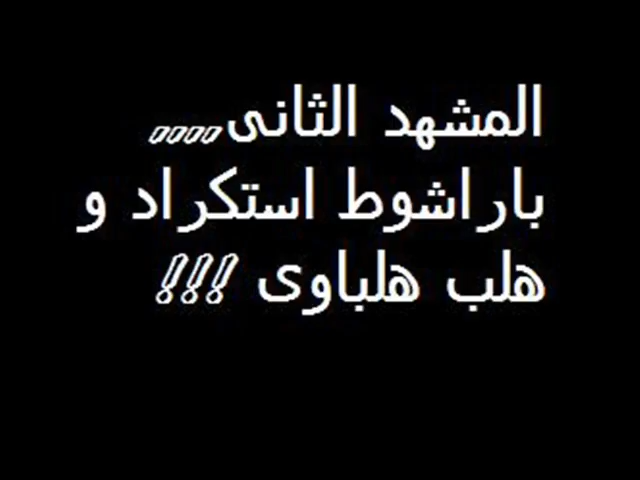 المشهد الثانى,,,,
باراشوط استكراد و
هلب هلباوى !!!